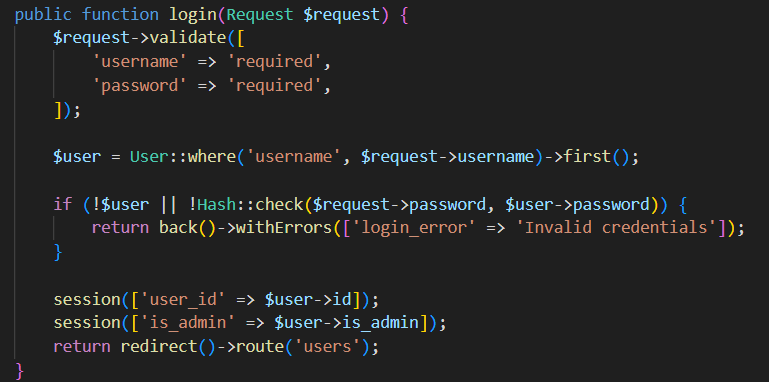 public function login(Request $request) {
    $request->validate([
        'username' => 'required',
        'password' => 'required',
    ]);

    $user = User::where('username', $request->username)->first();

    if (!$user || !Hash::check($request->password, $user->password)) {
        return back()->withErrors(['login_error' => 'Invalid credentials']);
    }

    session(['user_id' => $user->id]);
    session(['is_admin' => $user->is_admin]);
    return redirect()->route('users');
}